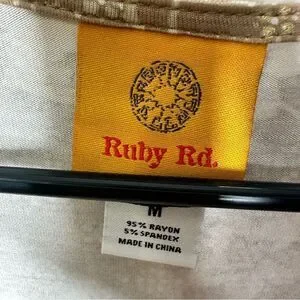 Ruby Rd.
M
95% RAYON
5% SPANDEX
MADE IN CHINA